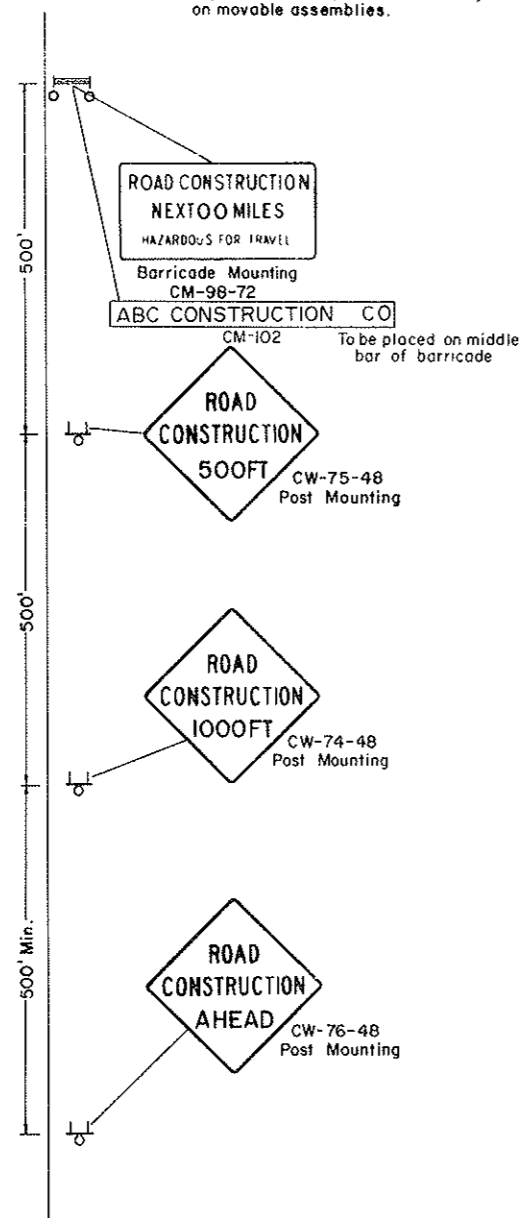 on movable assemblies.
500'
ROAD CONSTRUCTION
NEXT 00 MILES
HAZARDOUS FOR TRAVEL
Barricade Mounting
CM-98-72
ABC CONSTRUCTION CO
CM-102
To be placed on middle
bar of barricade
ROAD
CONSTRUCTION
500FT
CW-75-48
Post Mounting
500'
ROAD
CONSTRUCTION
1000FT
CW-74-48
Post Mounting
500' Min.
ROAD
CONSTRUCTION
AHEAD
CW-76-48
Post Mounting